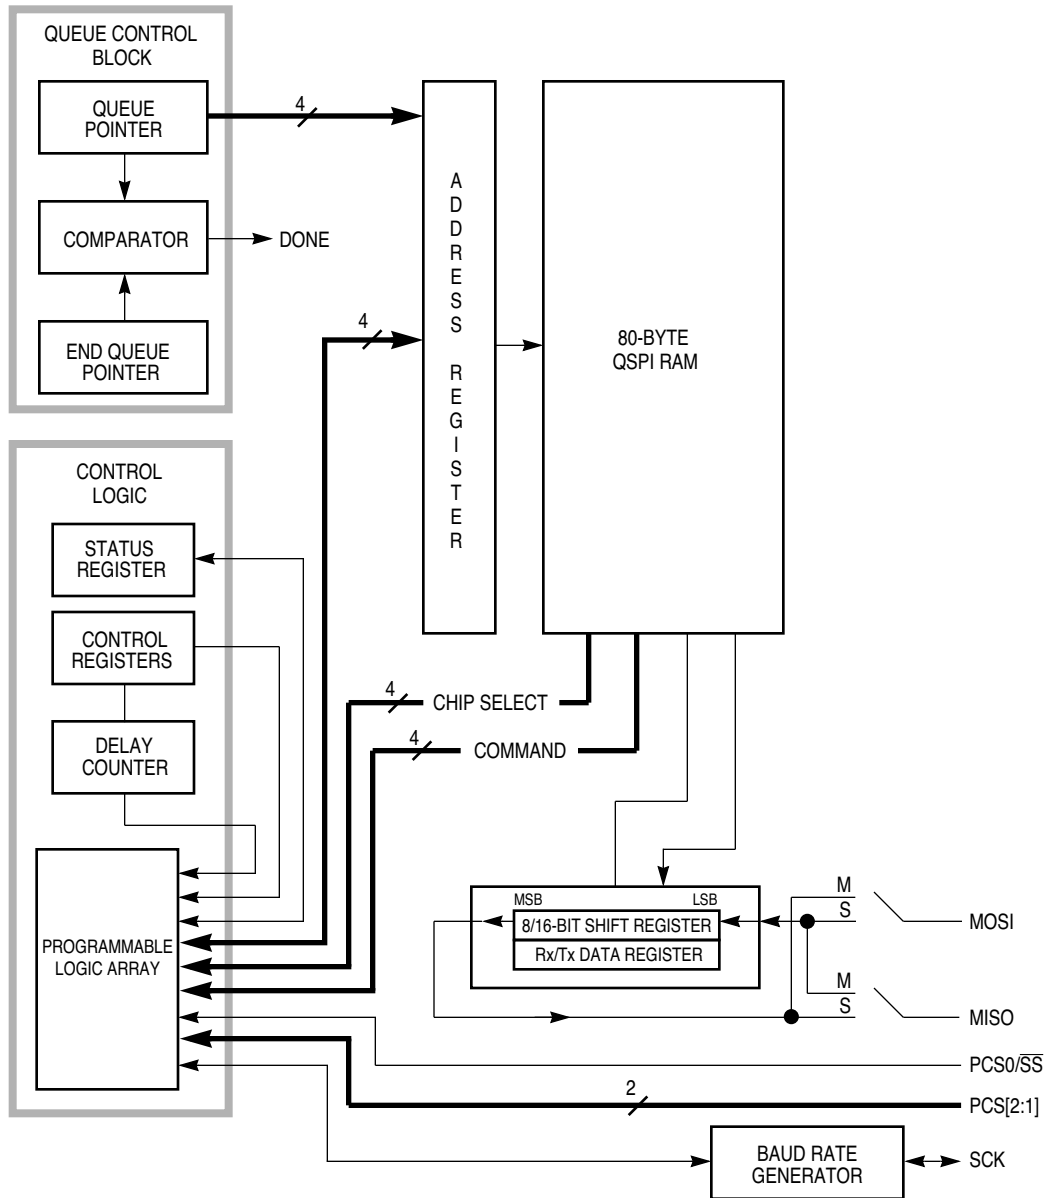 QUEUE CONTROL
BLOCK
QUEUE
POINTER
4
COMPARATOR
DONE
END QUEUE
POINTER
4
ADDRESS REGISTER
80-BYTE
QSPI RAM
CONTROL
LOGIC
STATUS
REGISTER
CONTROL
REGISTERS
DELAY
COUNTER
4
CHIP SELECT
4
COMMAND
PROGRAMMABLE
LOGIC ARRAY
MSB
LSB
8/16-BIT SHIFT REGISTER
Rx/Tx DATA REGISTER
M
S
MOSI
M
S
MISO
PCS0/S̅S̅
2
PCS[2:1]
BAUD RATE
GENERATOR
SCK